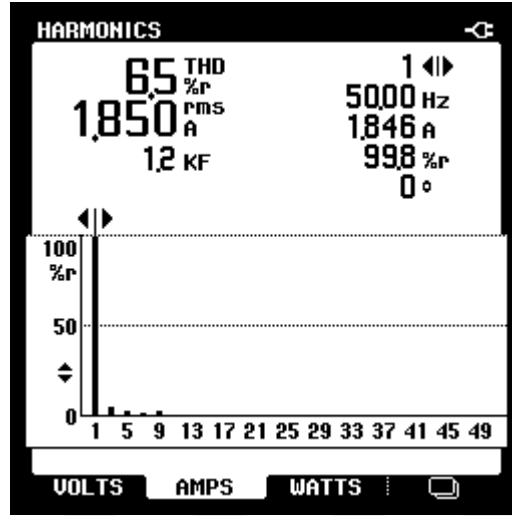 HARMONICS
6,5 THD %r
1,850 rms A
1,2 KF
1
50,00 Hz
1,846 A
99,8 %r
0 °
100
%r
50
0
1 5 9 13 17 21 25 29 33 37 41 45 49
VOLTS AMPS WATTS